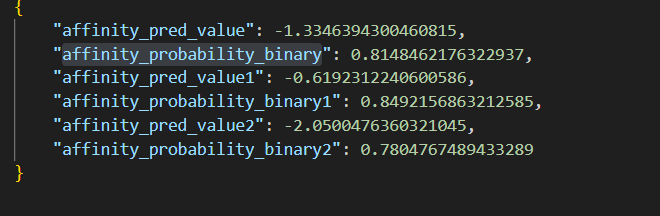 {
"affinity_pred_value": -1.3346394300460815,
"affinity_probability_binary": 0.8148462176322937,
"affinity_pred_value1": -0.6192312240600586,
"affinity_probability_binary1": 0.8492156863212585,
"affinity_pred_value2": -2.0500476360321045,
"affinity_probability_binary2": 0.7804767489433289
}